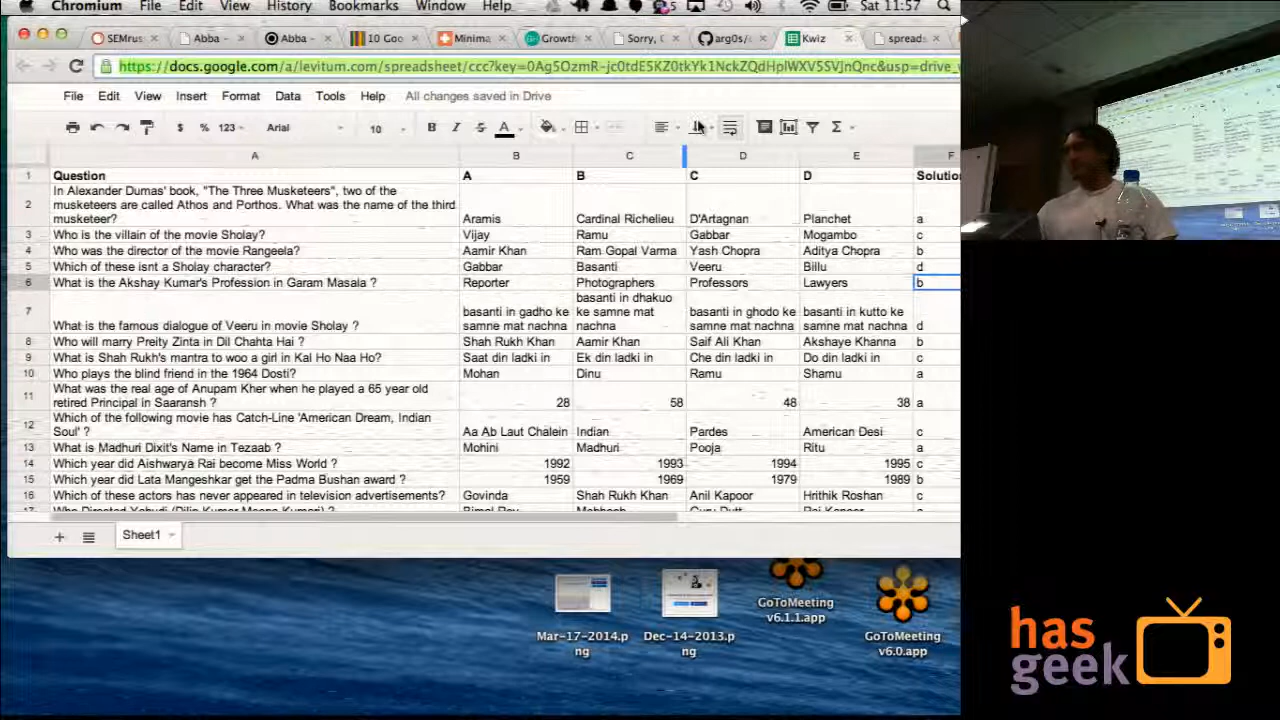 Chromium File Edit View History Bookmarks Window Help 5 Sat 11:57
SEMrus Abba - Abba - 10 Goo Minima Growth Sorry, arg0s/ Kwiz spread
https://docs.google.com/a/levitum.com/spreadsheet/ccc?key=0Ag5OzmR-jc0tdE5KZ0tkYk1NckZQdHplWXV5SVJnQnc&usp=drive_
File Edit View Insert Format Data Tools Help All changes saved in Drive
$ % 123 Arial 10 B I S A Σ
A B C D E F
1 Question A B C D Solution
In Alexander Dumas' book, "The Three Musketeers", two of the
2 musketeers are called Athos and Porthos. What was the name of the third
musketeer? Aramis Cardinal Richelieu D'Artagnan Planchet a
3 Who is the villain of the movie Sholay? Vijay Ramu Gabbar Mogambo c
4 Who was the director of the movie Rangeela? Aamir Khan Ram Gopal Varma Yash Chopra Aditya Chopra b
5 Which of these isnt a Sholay character? Gabbar Basanti Veeru Billu d
6 What is the Akshay Kumar's Profession in Garam Masala ? Reporter Photographers Professors Lawyers b
basanti in dhakuo
7 basanti in gadho ke ke samne mat basanti in ghodo ke basanti in kutto ke
What is the famous dialogue of Veeru in movie Sholay ? samne mat nachna nachna samne mat nachna samne mat nachna d
8 Who will marry Preity Zinta in Dil Chahta Hai ? Shah Rukh Khan Aamir Khan Saif Ali Khan Akshaye Khanna b
9 What is Shah Rukh's mantra to woo a girl in Kal Ho Naa Ho? Saat din ladki in Ek din ladki in Che din ladki in Do din ladki in c
10 Who plays the blind friend in the 1964 Dosti? Mohan Dinu Ramu Shamu a
What was the real age of Anupam Kher when he played a 65 year old
11 retired Principal in Saaransh ? 28 58 48 38 a
Which of the following movie has Catch-Line 'American Dream, Indian
12 Soul' ? Aa Ab Laut Chalein Indian Pardes American Desi c
13 What is Madhuri Dixit's Name in Tezaab ? Mohini Madhuri Pooja Ritu a
14 Which year did Aishwarya Rai become Miss World ? 1992 1993 1994 1995 c
15 Which year did Lata Mangeshkar get the Padma Bushan award ? 1959 1969 1979 1989 b
16 Which of these actors has never appeared in television advertisements? Govinda Shah Rukh Khan Anil Kapoor Hrithik Roshan c
17 Who Directed Yahudi (Dilip Kumar Meena Kumari) ? Bimal Roy Guru Dutt Raj Kapoor
Sheet1
GoToMeeting
v6.1.1.app
Mar-17-2014.p
ng
Dec-14-2013.p
ng
GoToMeeting
v6.0.app
has
geek